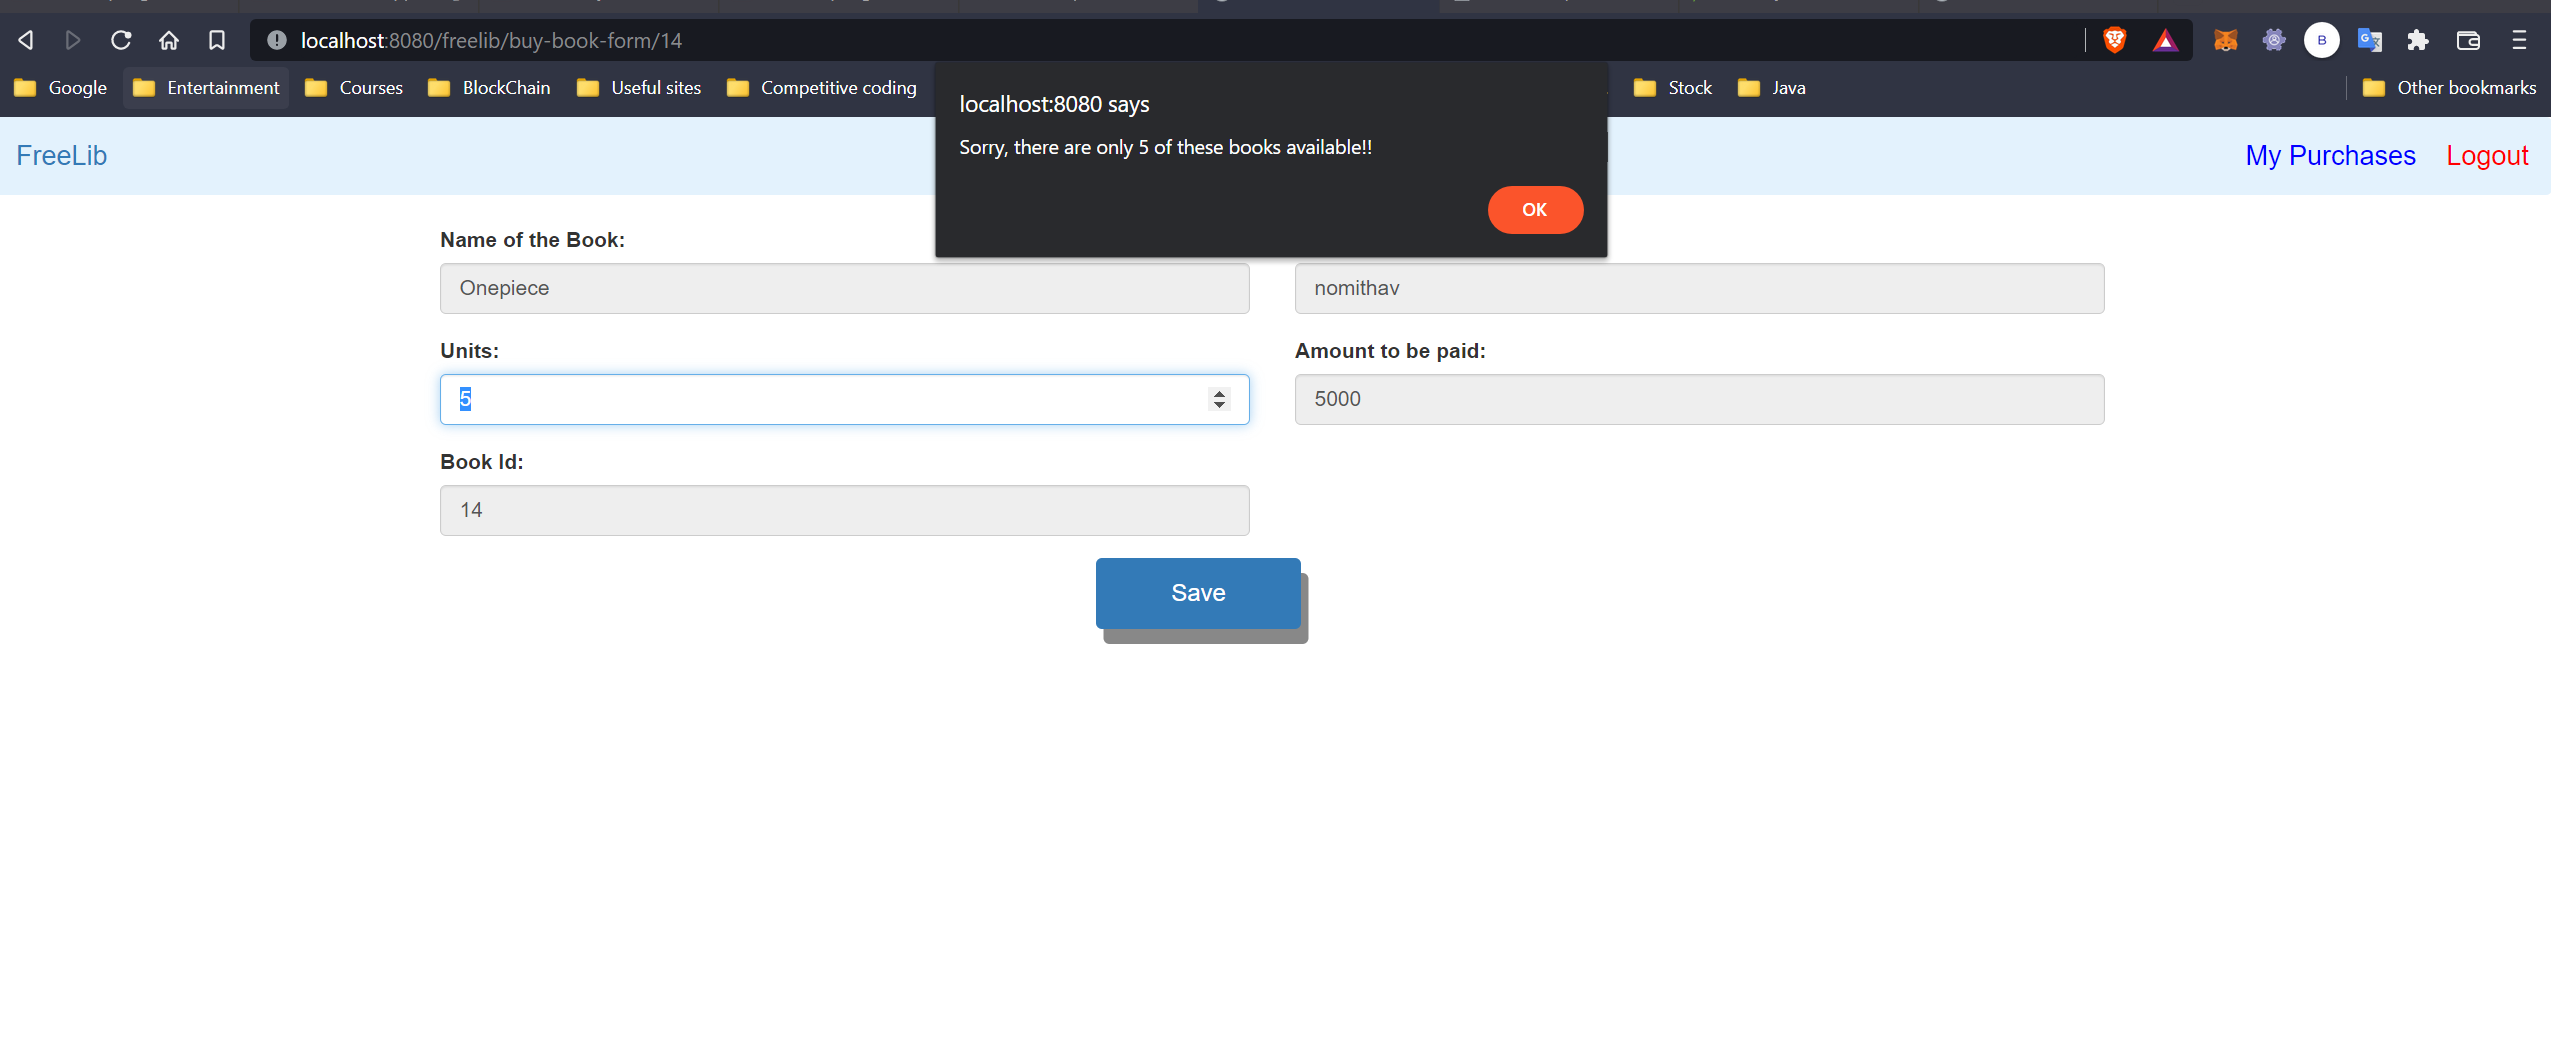 localhost:8080/freelib/buy-book-form/14
B
Google Entertainment Courses BlockChain Useful sites Competitive coding Stock Java Other bookmarks
localhost:8080 says
Sorry, there are only 5 of these books available!!
OK
FreeLib My Purchases Logout
Name of the Book:
Onepiece nomithav
Units: Amount to be paid:
5 5000
Book Id:
14
Save